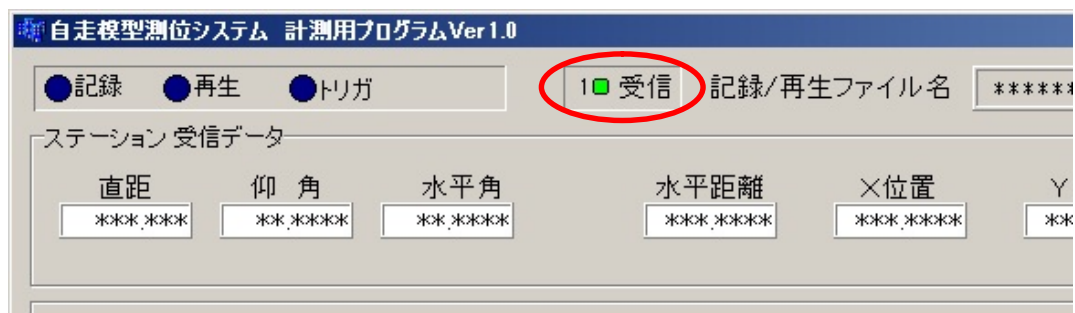 自走模型測位システム 計測用プログラムVer1.0
記録 再生 トリガ 1 受信 記録/再生ファイル名 ******
ステーション 受信データ
直距 仰 角 水平角 水平距離 X位置 Y
***.*** **.**** **.**** ***.**** ***.**** **